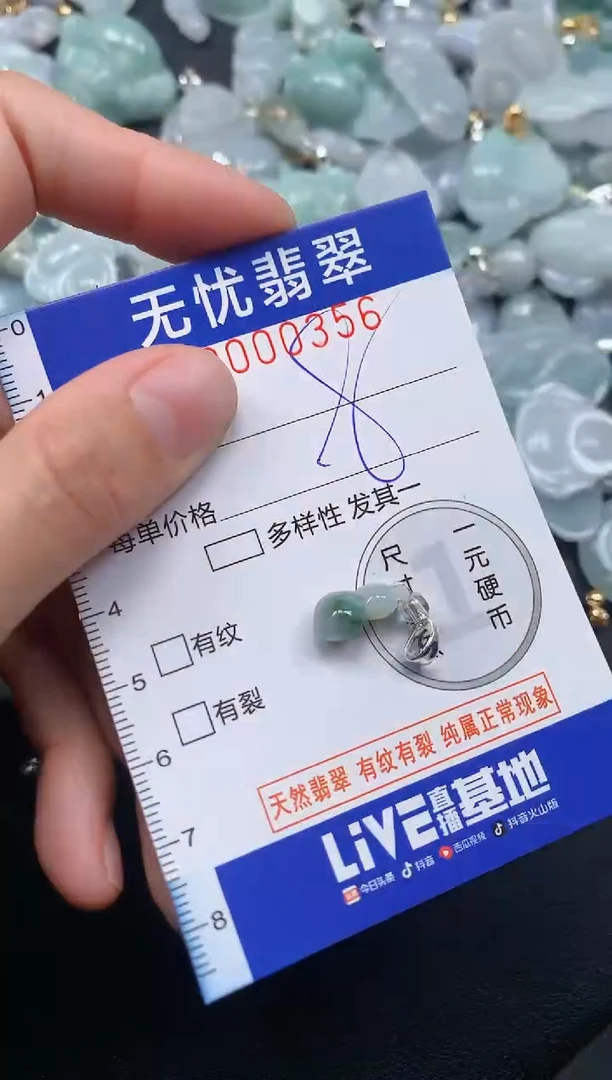 无忧翡翠
0000356
8
每单价格
多样性 发其一
一元硬币
尺寸
1
有纹
有裂
天然翡翠 有纹有裂 纯属正常现象
LiVE直播基地
今日头条 抖音 西瓜视频 抖音火山版
0
1
4
5
6
7
8